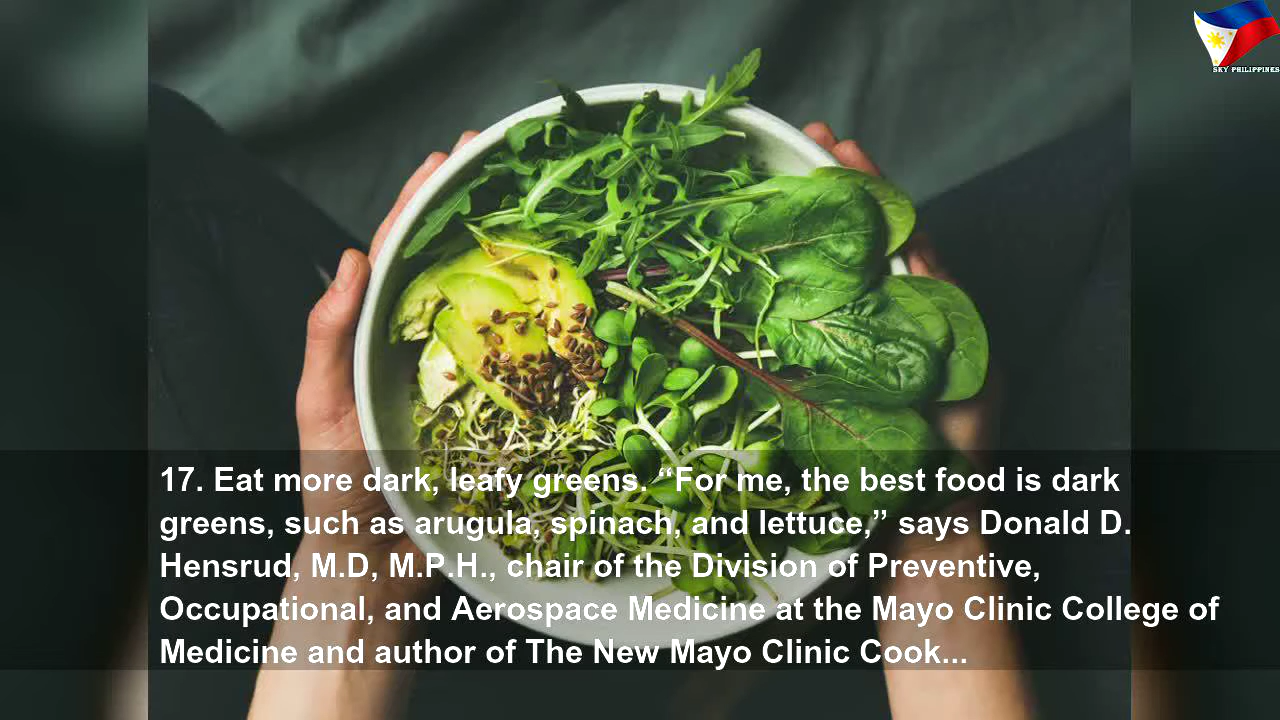 SKY PHILIPPINES
17. Eat more dark, leafy greens. “For me, the best food is dark
greens, such as arugula, spinach, and lettuce,” says Donald D.
Hensrud, M.D, M.P.H., chair of the Division of Preventive,
Occupational, and Aerospace Medicine at the Mayo Clinic College of
Medicine and author of The New Mayo Clinic Cook...